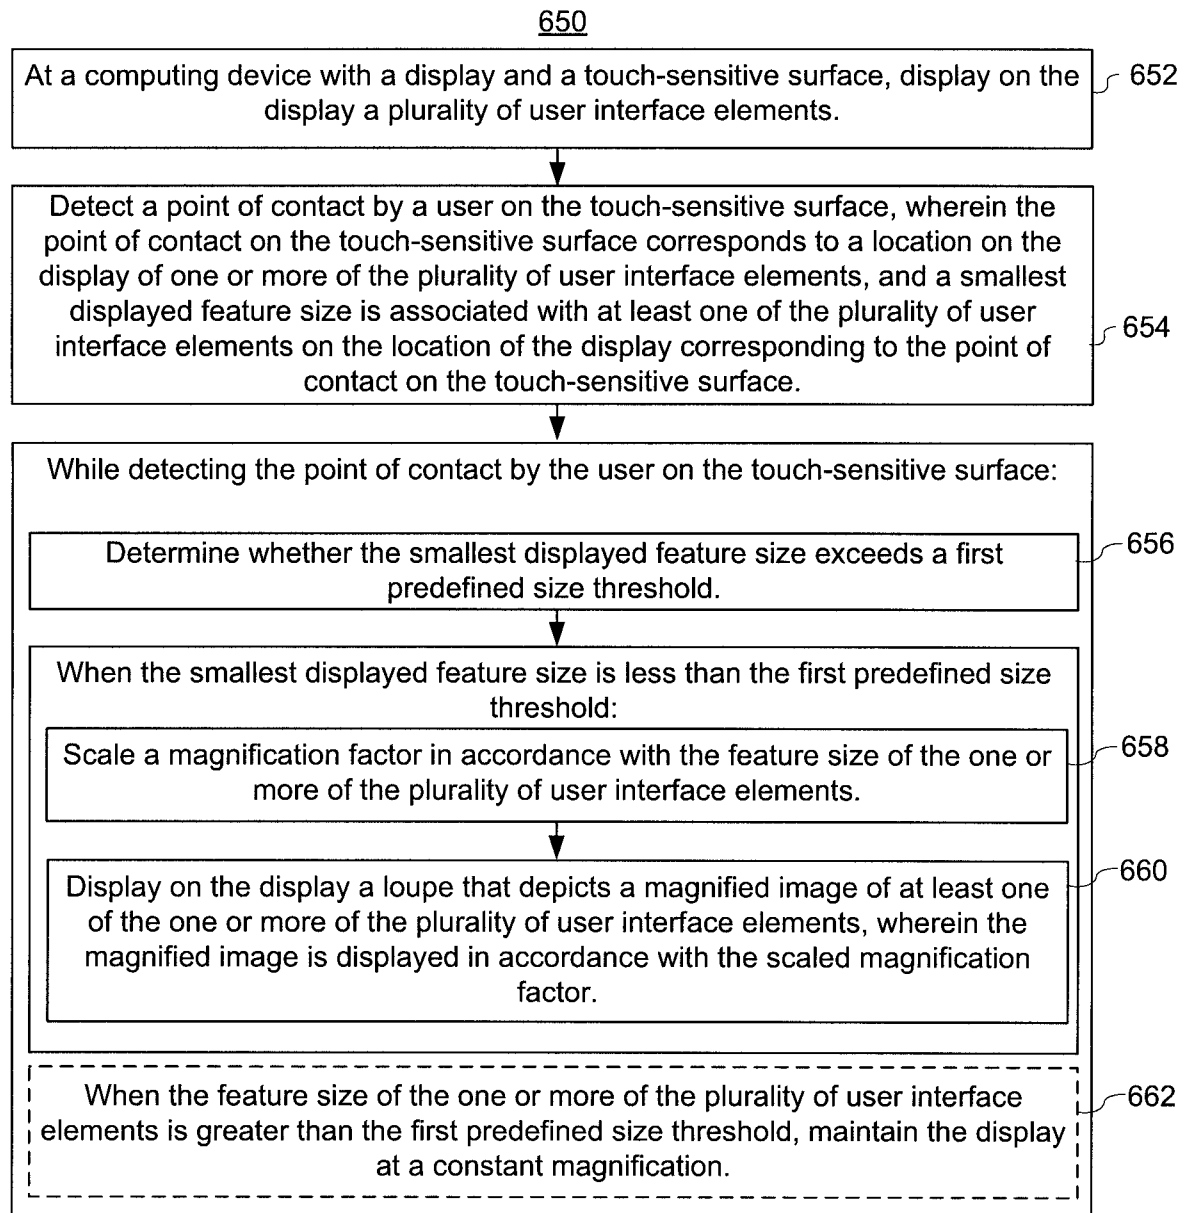 650
At a computing device with a display and a touch-sensitive surface, display on the
display a plurality of user interface elements.
652
Detect a point of contact by a user on the touch-sensitive surface, wherein the
point of contact on the touch-sensitive surface corresponds to a location on the
display of one or more of the plurality of user interface elements, and a smallest
displayed feature size is associated with at least one of the plurality of user
interface elements on the location of the display corresponding to the point of
contact on the touch-sensitive surface.
654
While detecting the point of contact by the user on the touch-sensitive surface:
Determine whether the smallest displayed feature size exceeds a first
predefined size threshold.
656
When the smallest displayed feature size is less than the first predefined size
threshold:
Scale a magnification factor in accordance with the feature size of the one or
more of the plurality of user interface elements.
658
Display on the display a loupe that depicts a magnified image of at least one
of the one or more of the plurality of user interface elements, wherein the
magnified image is displayed in accordance with the scaled magnification
factor.
660
When the feature size of the one or more of the plurality of user interface
elements is greater than the first predefined size threshold, maintain the display
at a constant magnification.
662